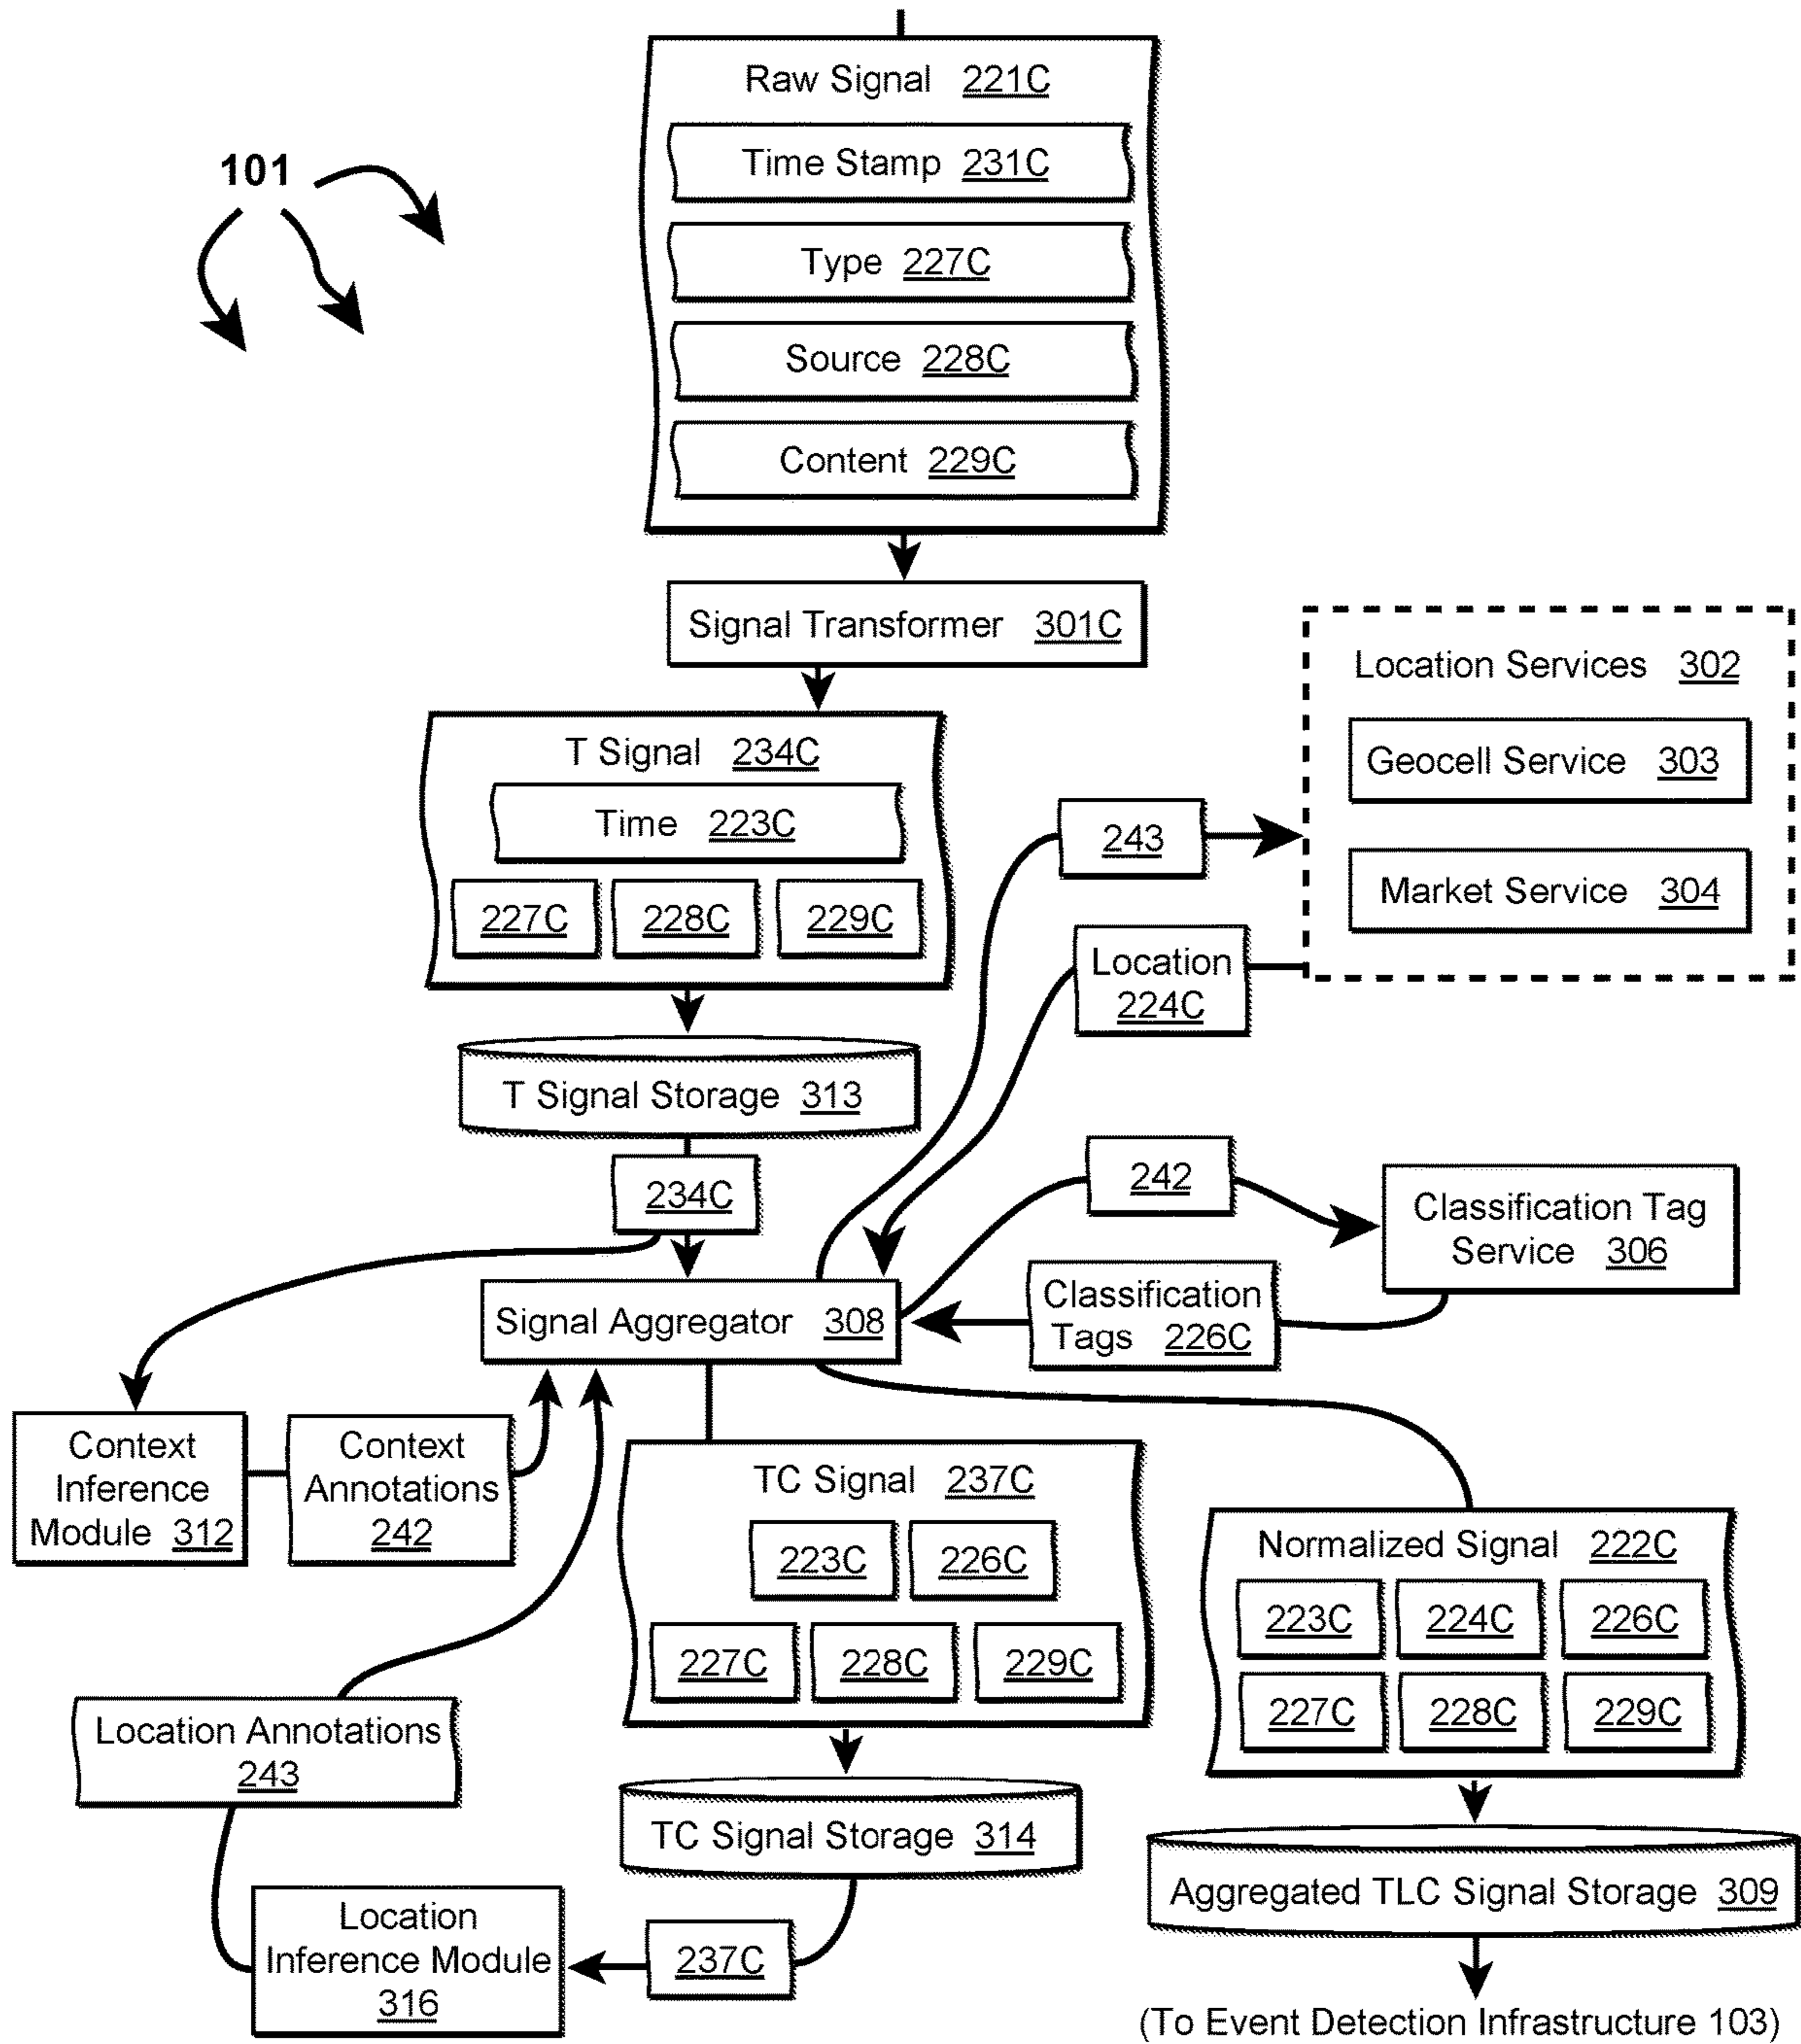 Raw Signal 221C
101
Time Stamp 231C
Type 227C
Source 228C
Content 229C
Signal Transformer 301C
Location Services 302
Geocell Service 303
Market Service 304
T Signal 234C
Time 223C
227C 228C 229C
243
Location
224C
T Signal Storage 313
234C
242
Classification Tag
Service 306
Signal Aggregator 308
Classification
Tags 226C
Context
Inference
Module 312
Context
Annotations
242
TC Signal 237C
223C 226C
227C 228C 229C
Normalized Signal 222C
223C 224C 226C
227C 228C 229C
Location Annotations
243
TC Signal Storage 314
Aggregated TLC Signal Storage 309
Location
Inference Module
316
237C
(To Event Detection Infrastructure 103)